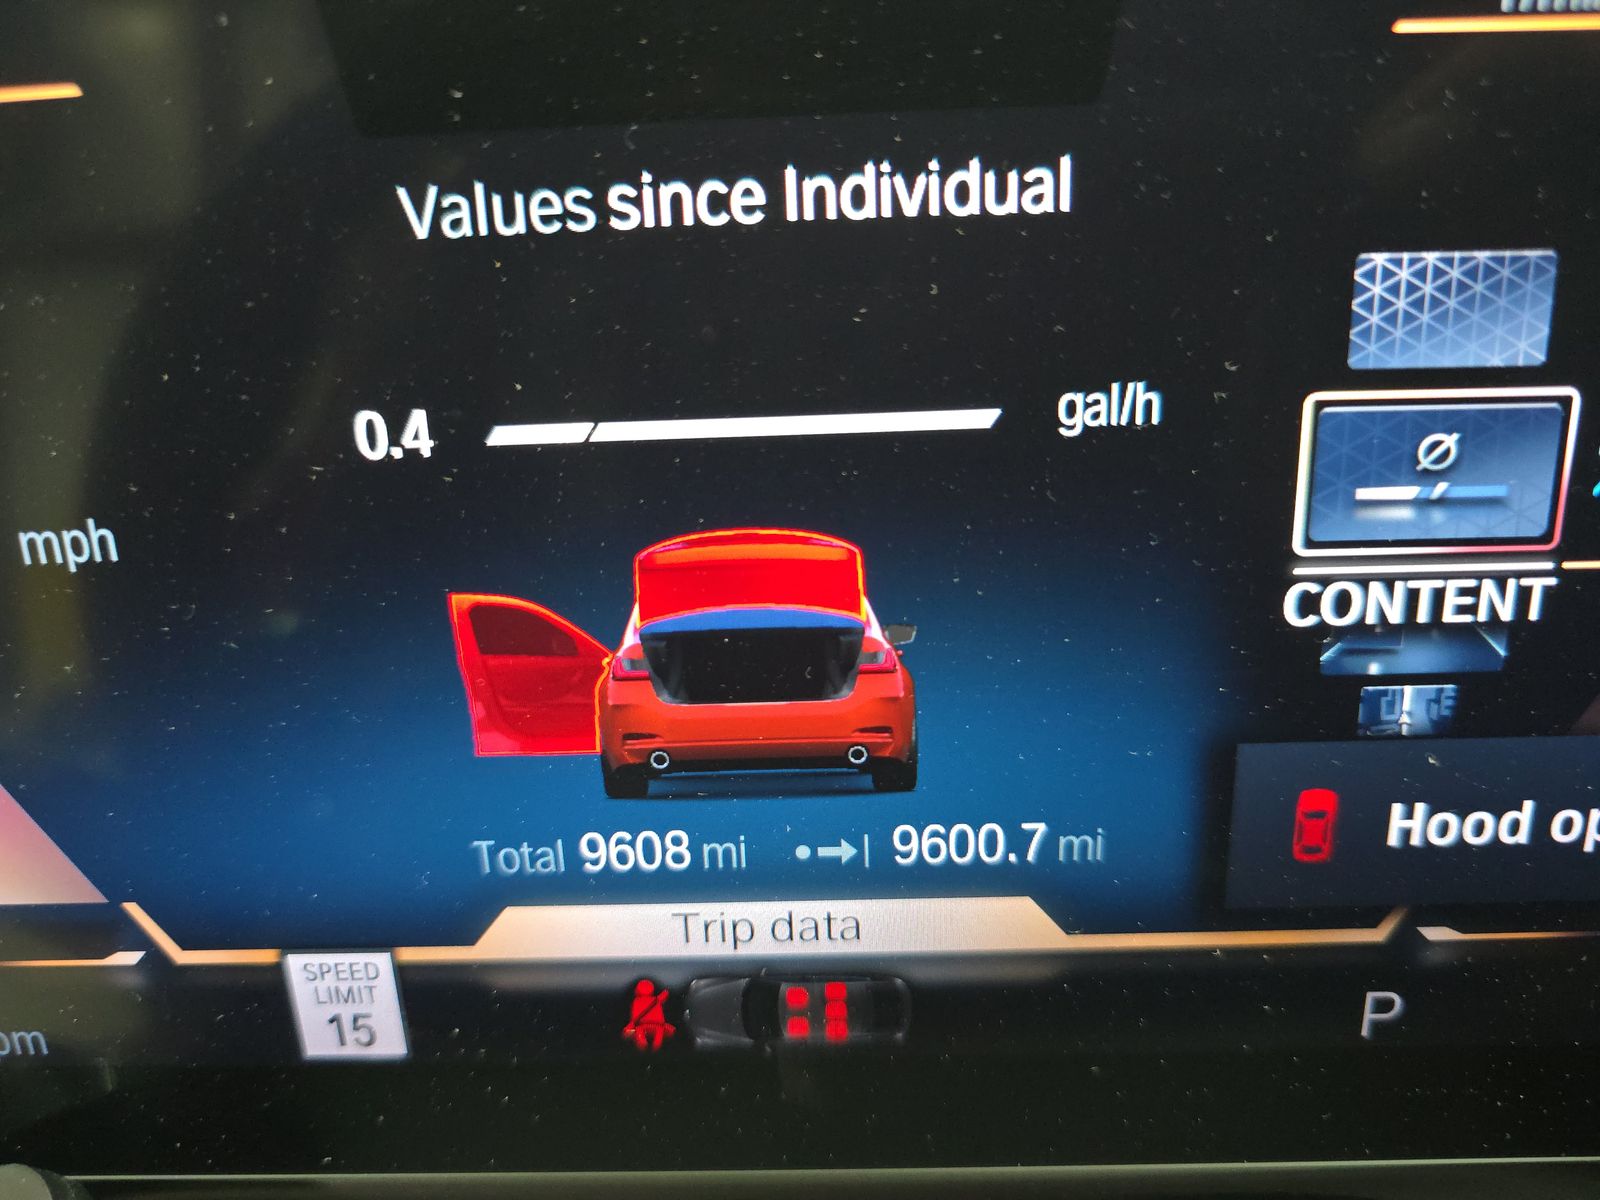 Values since Individual
0.4 gal/h
mph
CONTENT
Total 9608 mi 9600.7 mi
Hood
Trip data
SPEED
LIMIT
15
P